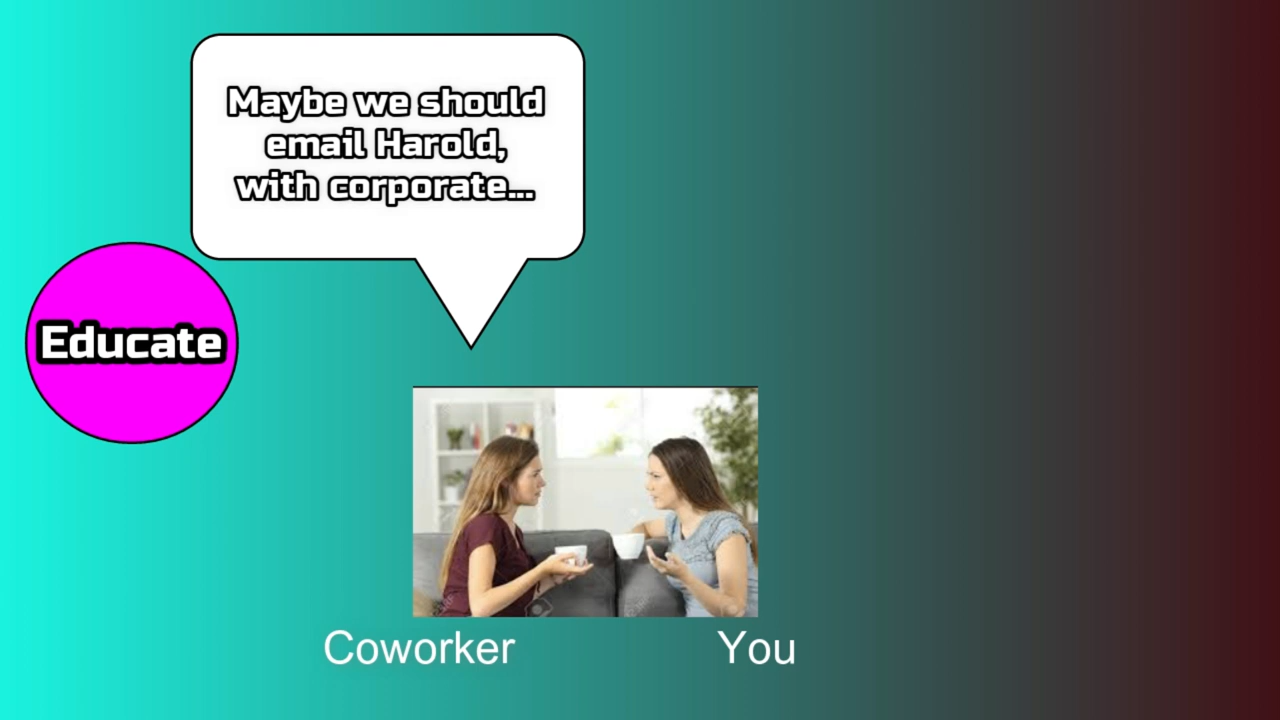 Maybe we should
email Harold,
with corporate...
Educate
Coworker
You